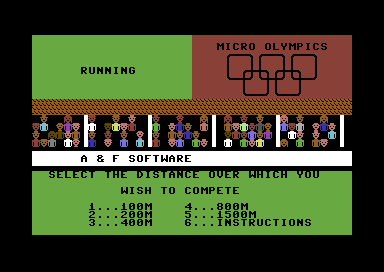 MICRO OLYMPICS
RUNNING
A & F SOFTWARE
SELECT THE DISTANCE OVER WHICH YOU
WISH TO COMPETE
1...100M 4...800M
2...200M 5...1500M
3...400M 6...INSTRUCTIONS